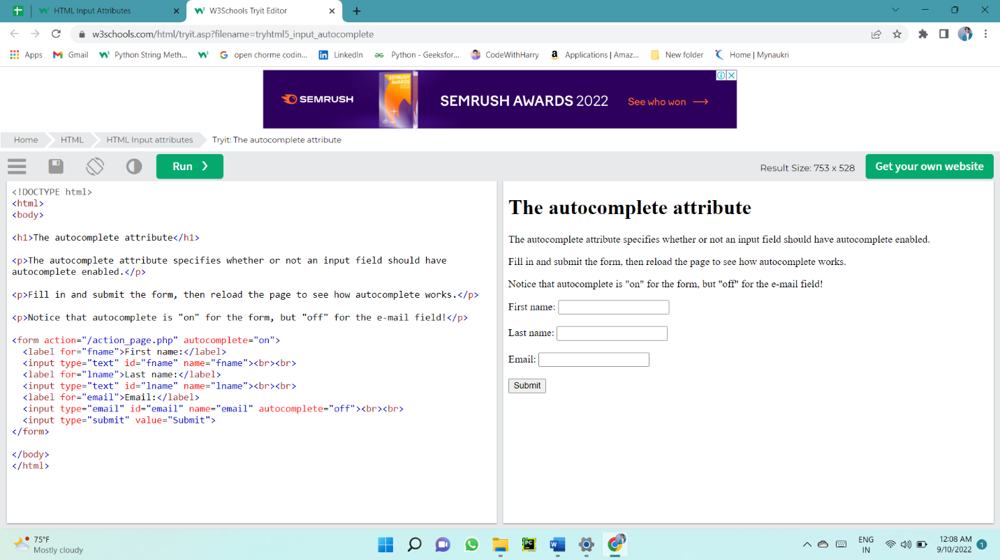 HTML Input Attributes
W3Schools Tryit Editor
w3schools.com/html/tryit.asp?filename=tryhtml5_input_autocomplete
Apps Gmail Python String Meth... open chorme codin... LinkedIn Python - Geeksfor... CodeWithHarry Applications | Amaz... New folder Home | Mynaukri
SEMRUSH
SEMRUSH AWARDS 2022
SEMRUSH AWARDS 2022
See who won
Home HTML HTML Input attributes Tryit: The autocomplete attribute
Run ❯
Result Size: 753 x 528
Get your own website
<!DOCTYPE html>
<html>
<body>
<h1>The autocomplete attribute</h1>
<p>The autocomplete attribute specifies whether or not an input field should have
autocomplete enabled.</p>
<p>Fill in and submit the form, then reload the page to see how autocomplete works.</p>
<p>Notice that autocomplete is "on" for the form, but "off" for the e-mail field!</p>
<form action="/action_page.php" autocomplete="on">
<label for="fname">First name:</label>
<input type="text" id="fname" name="fname"><br><br>
<label for="lname">Last name:</label>
<input type="text" id="lname" name="lname"><br><br>
<label for="email">Email:</label>
<input type="email" id="email" name="email" autocomplete="off"><br><br>
<input type="submit" value="Submit">
</form>
</body>
</html>
The autocomplete attribute
The autocomplete attribute specifies whether or not an input field should have autocomplete enabled.
Fill in and submit the form, then reload the page to see how autocomplete works.
Notice that autocomplete is "on" for the form, but "off" for the e-mail field!
First name:
Last name:
Email:
Submit
75°F
Mostly cloudy
ENG
IN
12:08 AM
9/10/2022
1